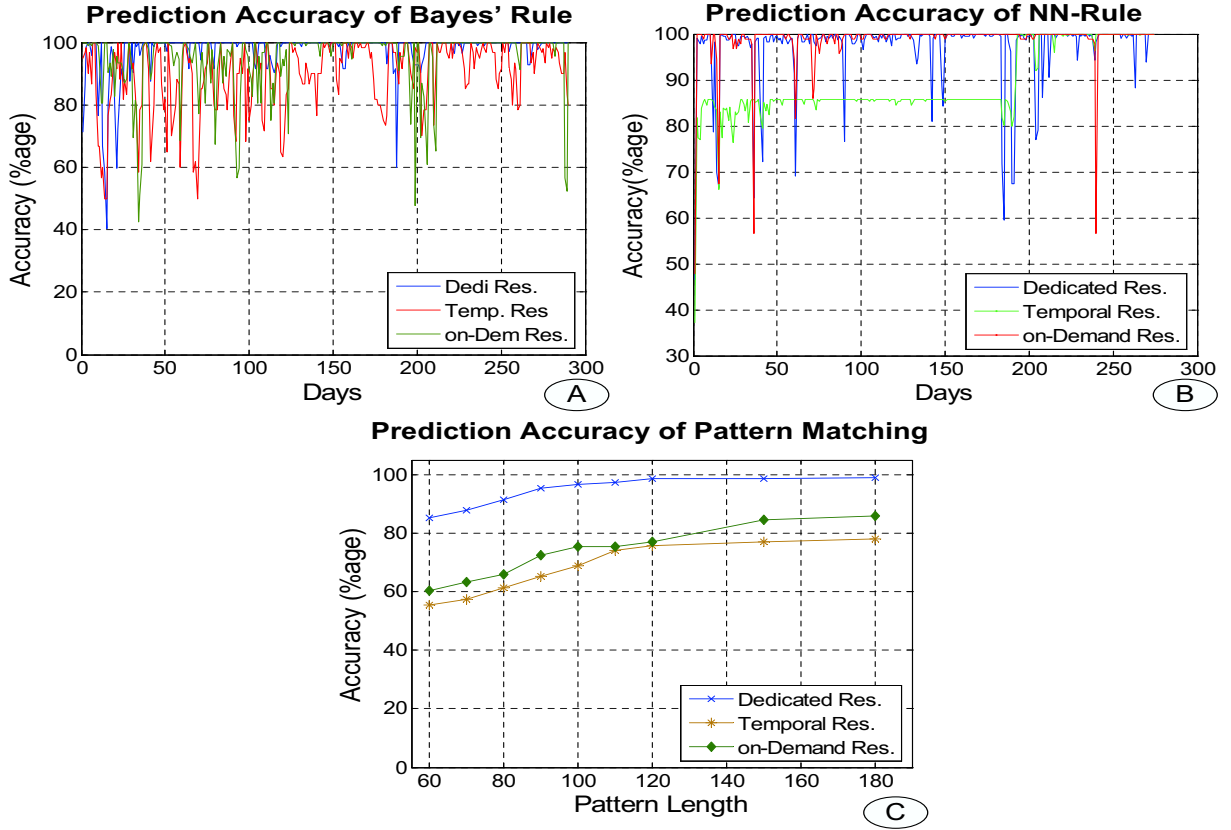 Prediction Accuracy of Bayes’ Rule
Accuracy (%age)
100
80
60
40
20
0
0
50
100
150
200
250
300
Days
Dedi Res.
Temp. Res
on-Dem Res.
A
Prediction Accuracy of NN-Rule
Accuracy(%age)
100
90
80
70
60
50
40
30
0
50
100
150
200
250
300
Days
Dedicated Res.
Temporal Res.
on-Demand Res.
B
Prediction Accuracy of Pattern Matching
Accuracy (%age)
100
80
60
40
20
0
60
80
100
120
140
160
180
Pattern Length
Dedicated Res.
Temporal Res.
on-Demand Res.
C